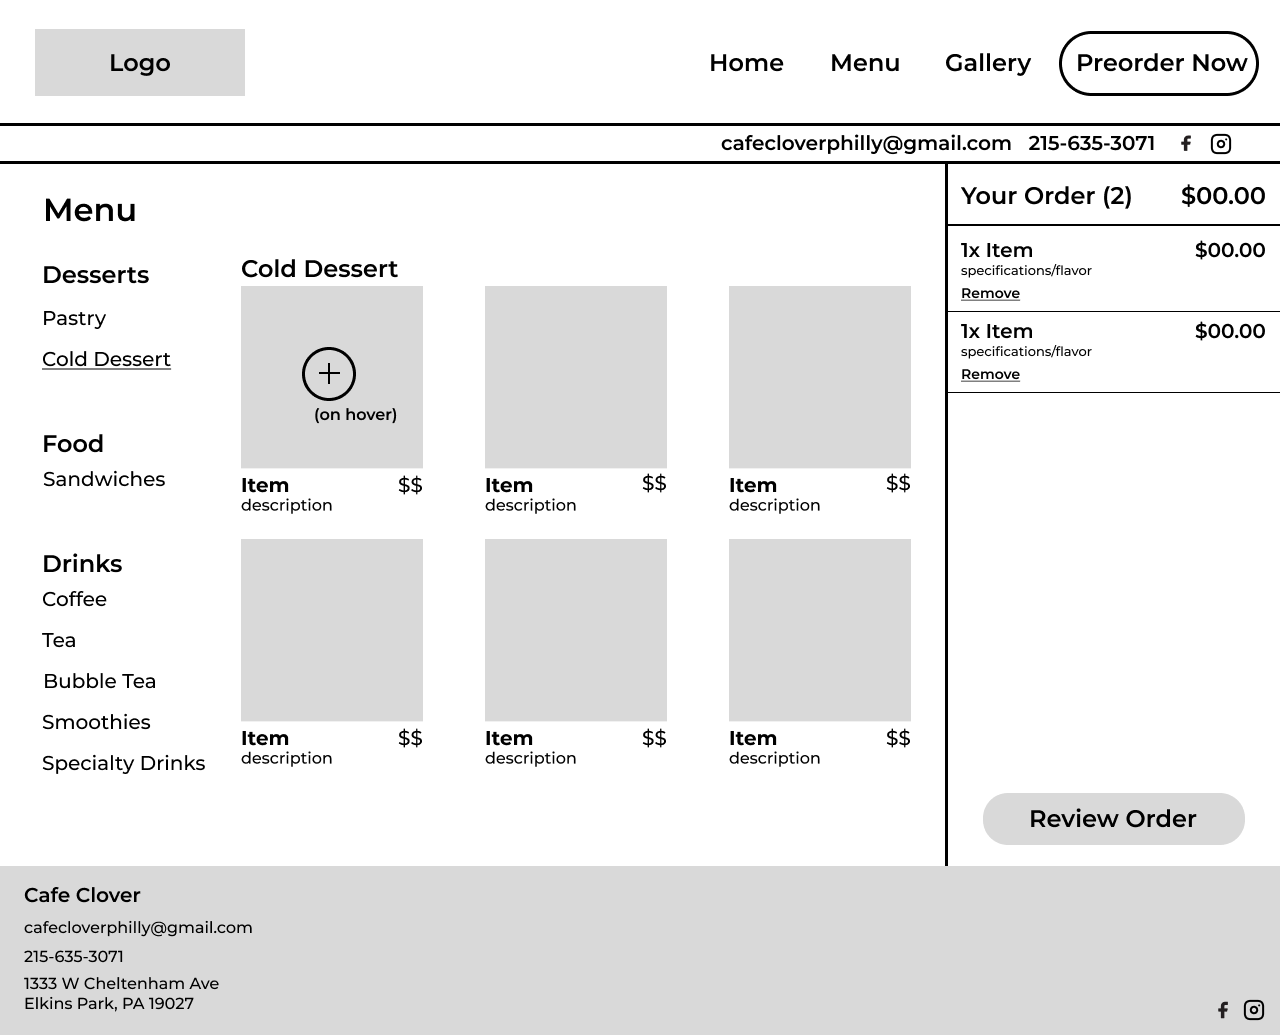 Logo
Home Menu Gallery Preorder Now
cafecloverphilly@gmail.com 215-635-3071
Menu
Desserts
Pastry
Cold Dessert
Food
Sandwiches
Drinks
Coffee
Tea
Bubble Tea
Smoothies
Specialty Drinks
Cold Dessert
(on hover)
Item $$
description
Item $$
description
Item $$
description
Item $$
description
Item $$
description
Item $$
description
Your Order (2) $00.00
1x Item $00.00
specifications/flavor
Remove
1x Item $00.00
specifications/flavor
Remove
Review Order
Cafe Clover
cafecloverphilly@gmail.com
215-635-3071
1333 W Cheltenham Ave
Elkins Park, PA 19027